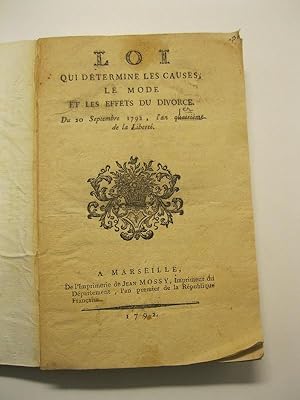 LOI
QUI DÉTERMINE LES CAUSES,
LE MODE
ET LES EFFETS DU DIVORCE.
Du 20 Septembre 1792, l'an quatrième
de la Liberté.
A MARSEILLE,
De l'Imprimerie de JEAN MOSSY, Imprimeur du
Département, l'an premier de la République
Française.
1792.